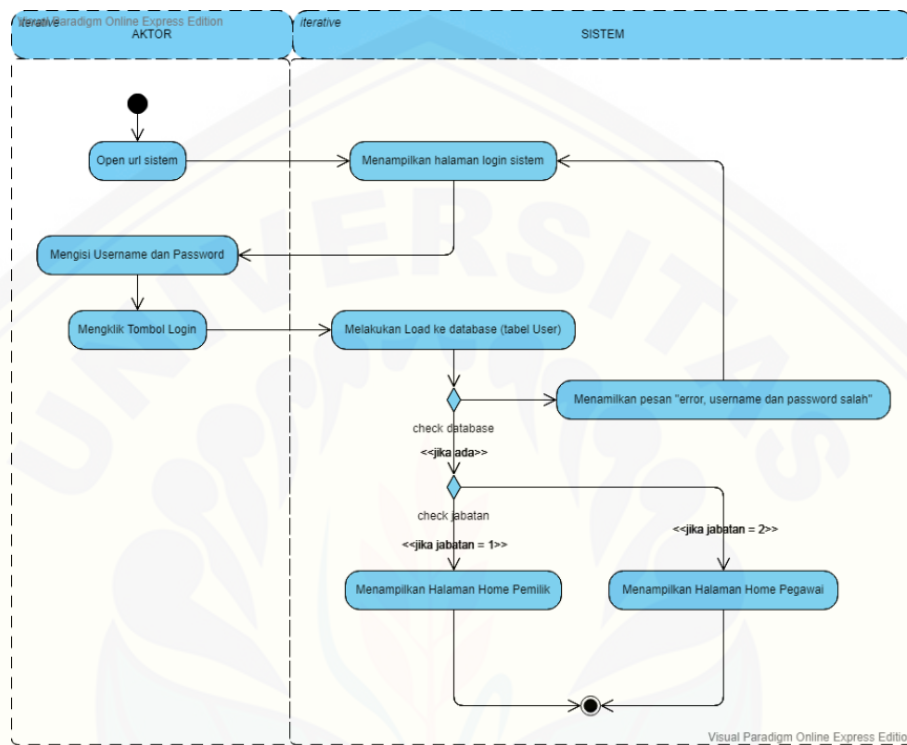 Visual Paradigm Online Express Edition
iterative
AKTOR
iterative
SISTEM
Open url sistem
Menampilkan halaman login sistem
Mengisi Username dan Password
Mengklik Tombol Login
Melakukan Load ke database (tabel User)
Menamilkan pesan "error, username dan password salah"
check database
<<jika ada>>
check jabatan
<<jika jabatan = 1>>
<<jika jabatan = 2>>
Menampilkan Halaman Home Pemilik
Menampilkan Halaman Home Pegawai
UNIVERSITAS
Visual Paradigm Online Express Editio